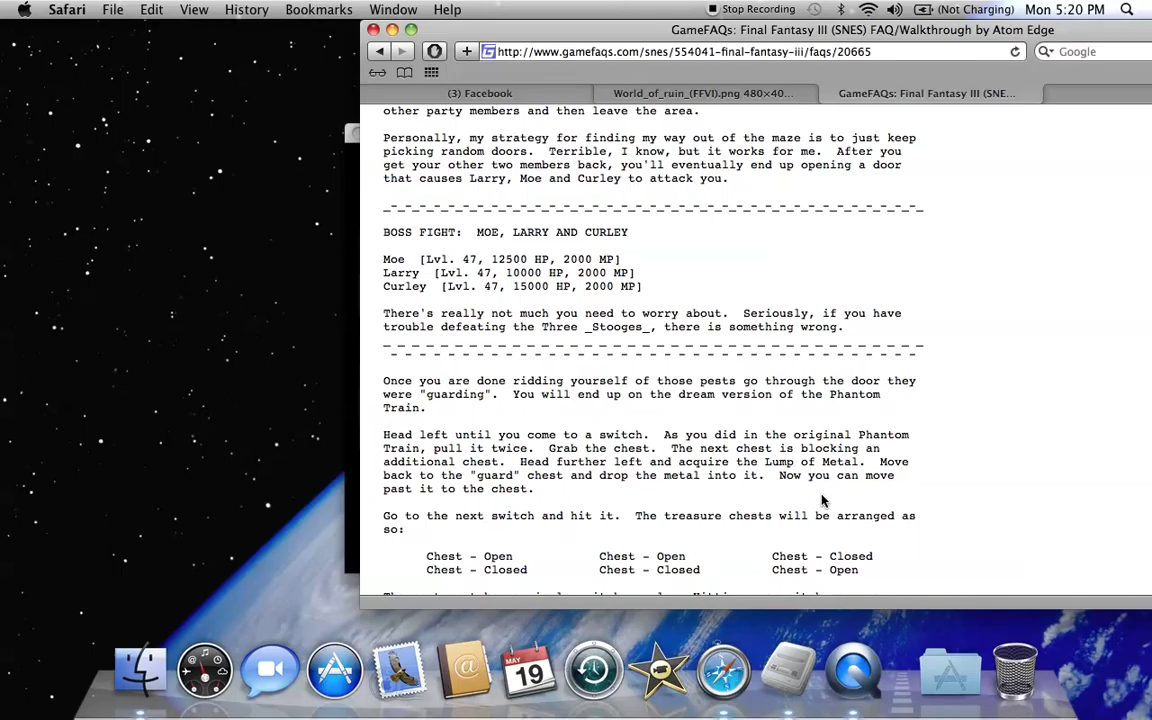 Safari File Edit View History Bookmarks Window Help Stop Recording (Not Charging) Mon 5:20 PM
GameFAQs: Final Fantasy III (SNES) FAQ/Walkthrough by Atom Edge
http://www.gamefaqs.com/snes/554041-final-fantasy-iii/faqs/20665 Google
(3) Facebook World_of_ruin_(FFVI).png 480×40... GameFAQs: Final Fantasy III (SNE...
other party members and then leave the area.
Personally, my strategy for finding my way out of the maze is to just keep
picking random doors. Terrible, I know, but it works for me. After you
get your other two members back, you'll eventually end up opening a door
that causes Larry, Moe and Curley to attack you.
BOSS FIGHT: MOE, LARRY AND CURLEY
Moe [Lvl. 47, 12500 HP, 2000 MP]
Larry [Lvl. 47, 10000 HP, 2000 MP]
Curley [Lvl. 47, 15000 HP, 2000 MP]
There's really not much you need to worry about. Seriously, if you have
trouble defeating the Three _Stooges_, there is something wrong.
Once you are done ridding yourself of those pests go through the door they
were "guarding". You will end up on the dream version of the Phantom
Train.
Head left until you come to a switch. As you did in the original Phantom
Train, pull it twice. Grab the chest. The next chest is blocking an
additional chest. Head further left and acquire the Lump of Metal. Move
back to the "guard" chest and drop the metal into it. Now you can move
past it to the chest.
Go to the next switch and hit it. The treasure chests will be arranged as
so:
Chest - Open Chest - Open Chest - Closed
Chest - Closed Chest - Closed Chest - Open
MAY
19